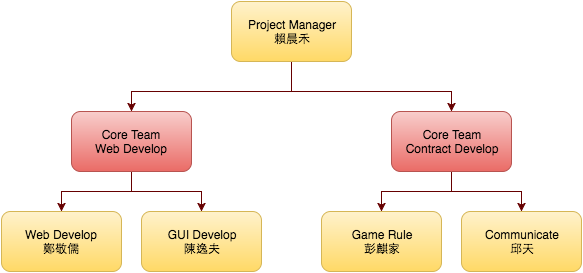 Project Manager
賴晨禾
Core Team
Web Develop
Core Team
Contract Develop
Web Develop
鄭敬儒
GUI Develop
陳逸夫
Game Rule
彭麒家
Communicate
邱天